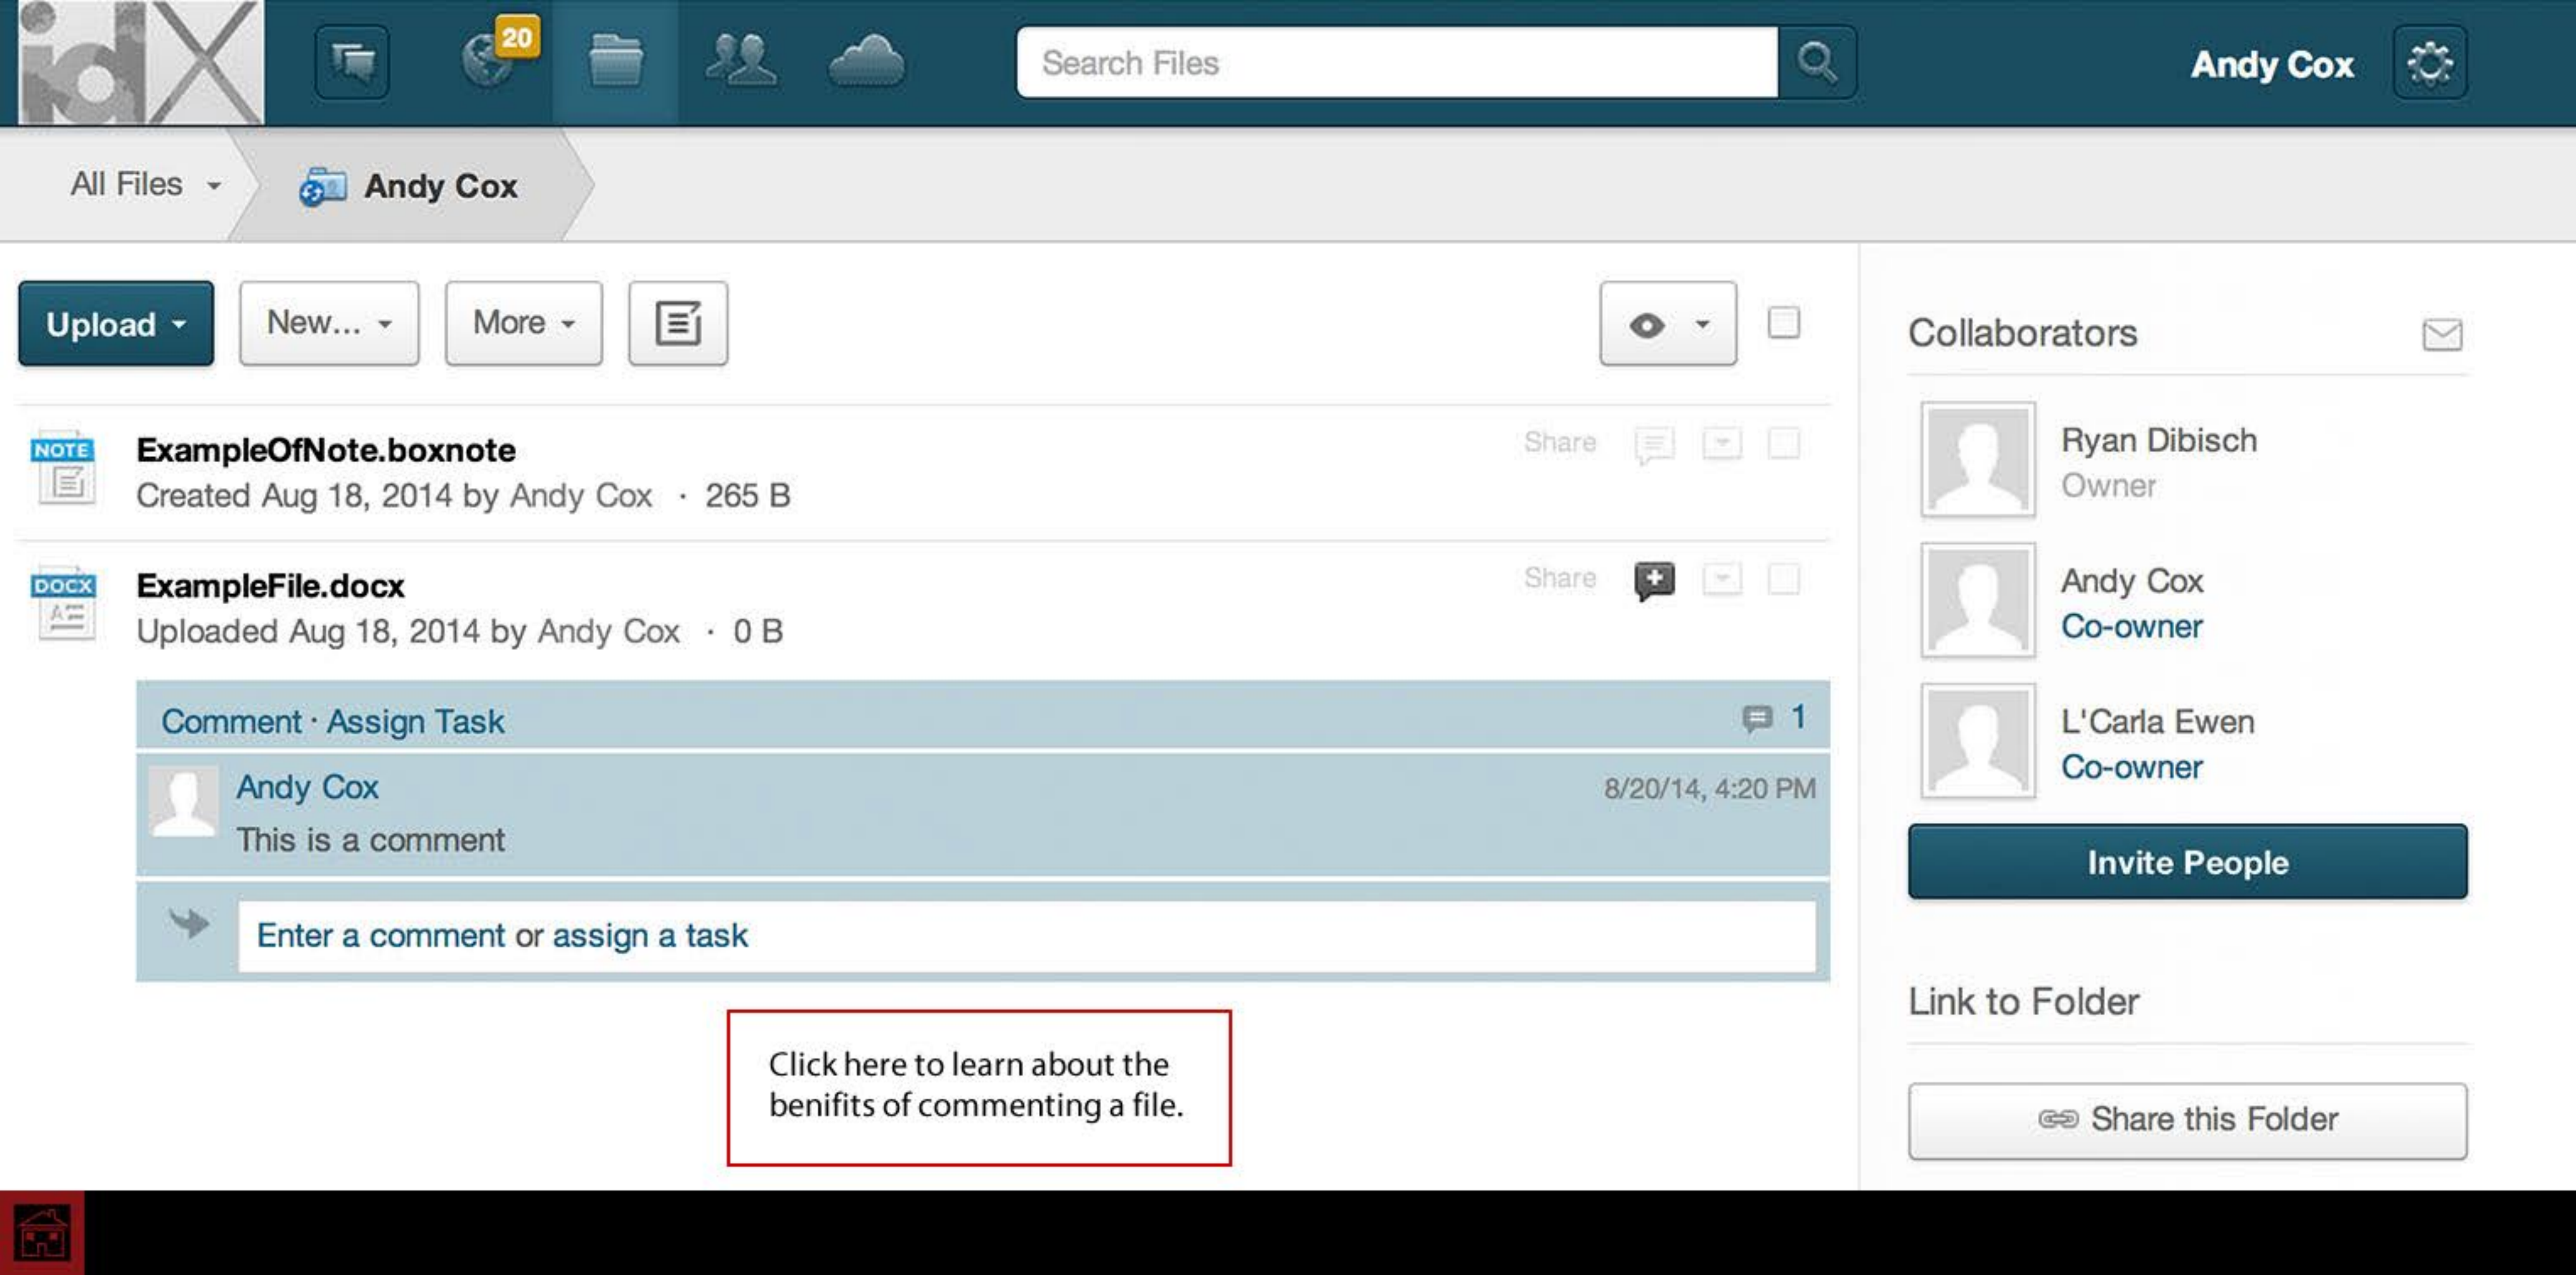 idX
20
Search Files
Andy Cox
All Files
Andy Cox
Upload
New...
More
NOTE
ExampleOfNote.boxnote
Share
Created Aug 18, 2014 by Andy Cox · 265 B
DOCX
ExampleFile.docx
Share
Uploaded Aug 18, 2014 by Andy Cox · 0 B
Comment · Assign Task
1
Andy Cox
8/20/14, 4:20 PM
This is a comment
Enter a comment or assign a task
Click here to learn about the
benifits of commenting a file.
Collaborators
Ryan Dibisch
Owner
Andy Cox
Co-owner
L'Carla Ewen
Co-owner
Invite People
Link to Folder
Share this Folder